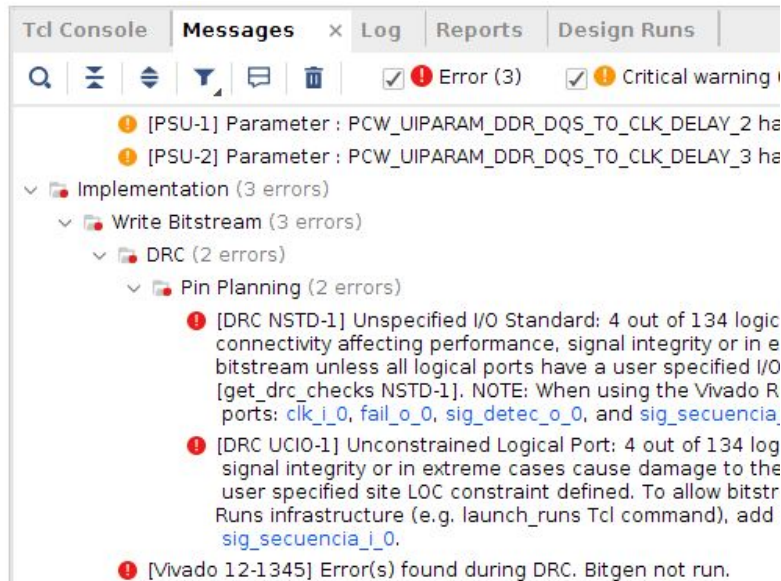 Tcl Console Messages × Log Reports Design Runs
Error (3) Critical warning
[PSU-1] Parameter : PCW_UIPARAM_DDR_DQS_TO_CLK_DELAY_2 ha
[PSU-2] Parameter : PCW_UIPARAM_DDR_DQS_TO_CLK_DELAY_3 ha
Implementation (3 errors)
Write Bitstream (3 errors)
DRC (2 errors)
Pin Planning (2 errors)
[DRC NSTD-1] Unspecified I/O Standard: 4 out of 134 logic
connectivity affecting performance, signal integrity or in e
bitstream unless all logical ports have a user specified I/O
[get_drc_checks NSTD-1]. NOTE: When using the Vivado R
ports: clk_i_0, fail_o_0, sig_detec_o_0, and sig_secuencia_
[DRC UCIO-1] Unconstrained Logical Port: 4 out of 134 log
signal integrity or in extreme cases cause damage to the
user specified site LOC constraint defined. To allow bitstr
Runs infrastructure (e.g. launch_runs Tcl command), add
sig_secuencia_i_0.
[Vivado 12-1345] Error(s) found during DRC. Bitgen not run.